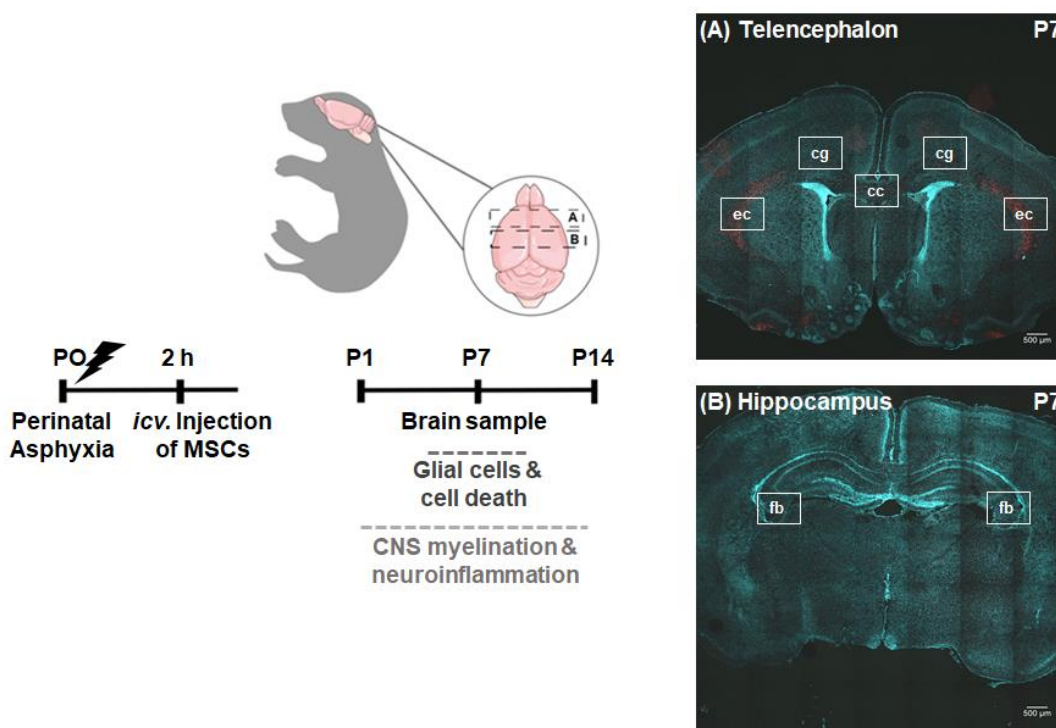 (A) Telencephalon P7
cg cg
cc
ec ec
500 µm
A
B
PO 2 h P1 P7 P14
Perinatal
Asphyxia
icv. Injection
of MSCs
Brain sample
Glial cells &
cell death
CNS myelination &
neuroinflammation
(B) Hippocampus P7
fb fb
500 µm